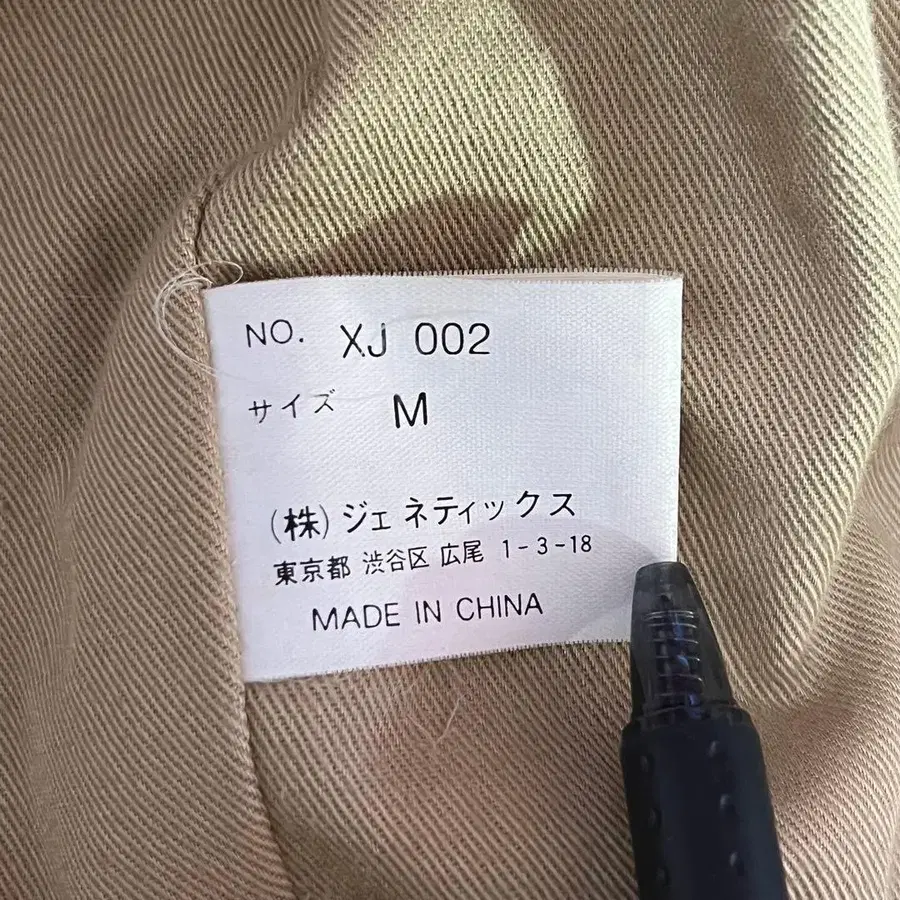 NO. XJ 002
サイズ M
(株)ジェネティックス
東京都 渋谷区 広尾 1-3-18
MADE IN CHINA